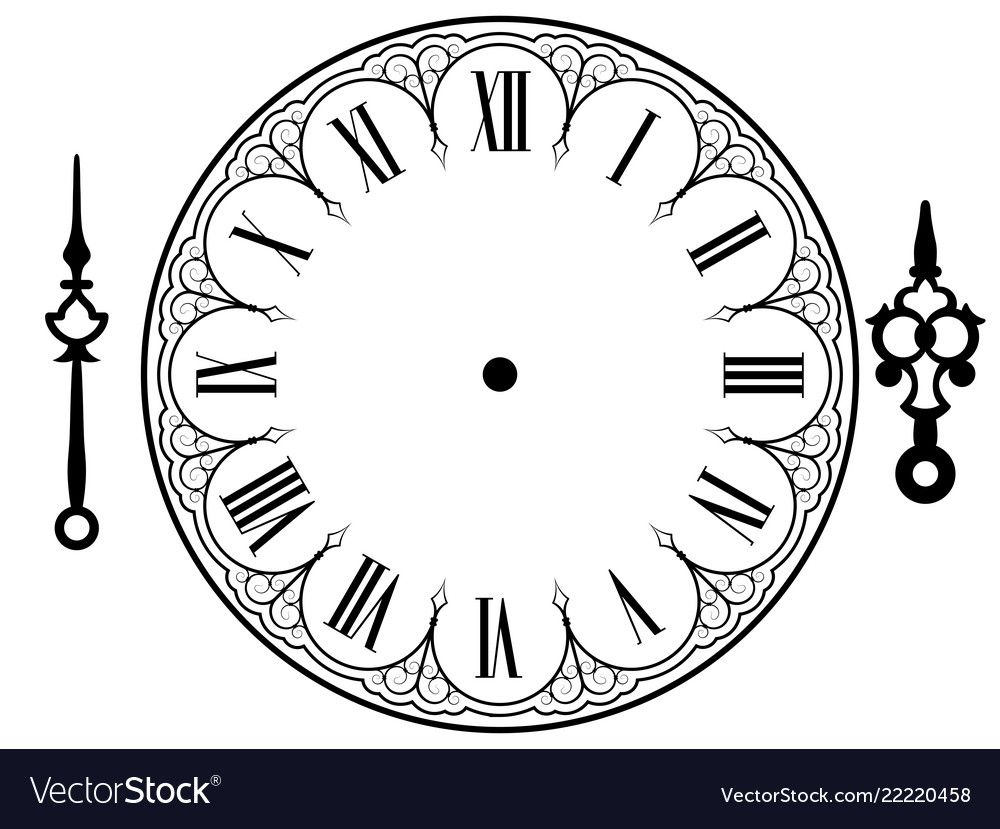 XII
I
II
III
IV
V
VI
VII
VIII
IX
X
XI
VectorStock®
VectorStock.com/22220458